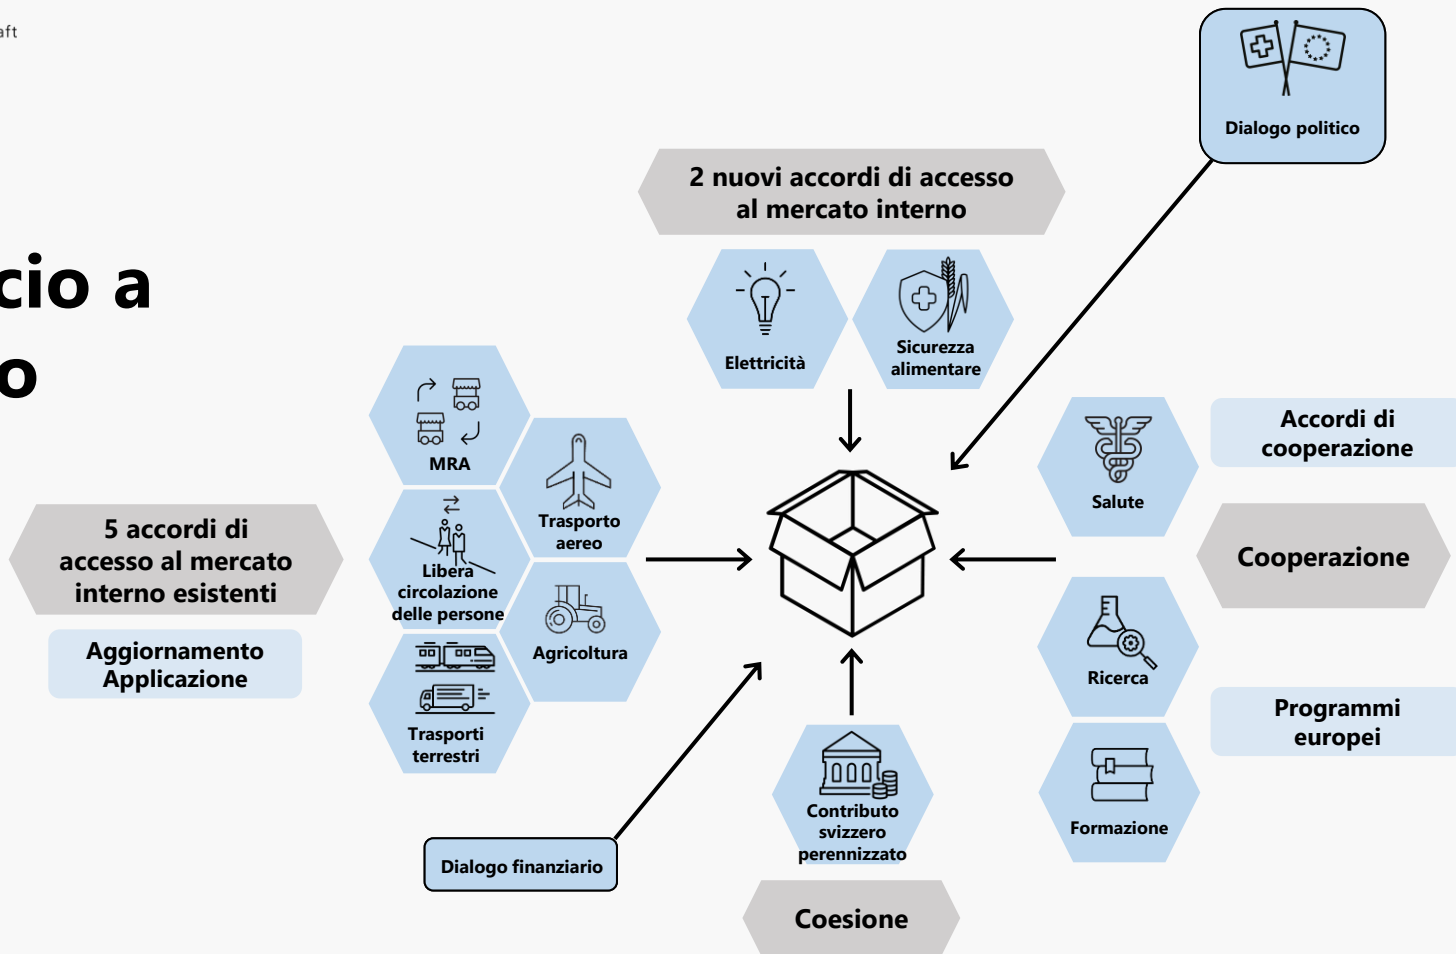 aft
cio a
o
Dialogo politico
2 nuovi accordi di accesso
al mercato interno
Elettricità
Sicurezza
alimentare
MRA
Trasporto
aereo
Libera
circolazione
delle persone
Agricoltura
Trasporti
terrestri
5 accordi di
accesso al mercato
interno esistenti
Aggiornamento
Applicazione
Salute
Accordi di
cooperazione
Cooperazione
Ricerca
Programmi
europei
Formazione
Contributo
svizzero
perennizzato
Dialogo finanziario
Coesione